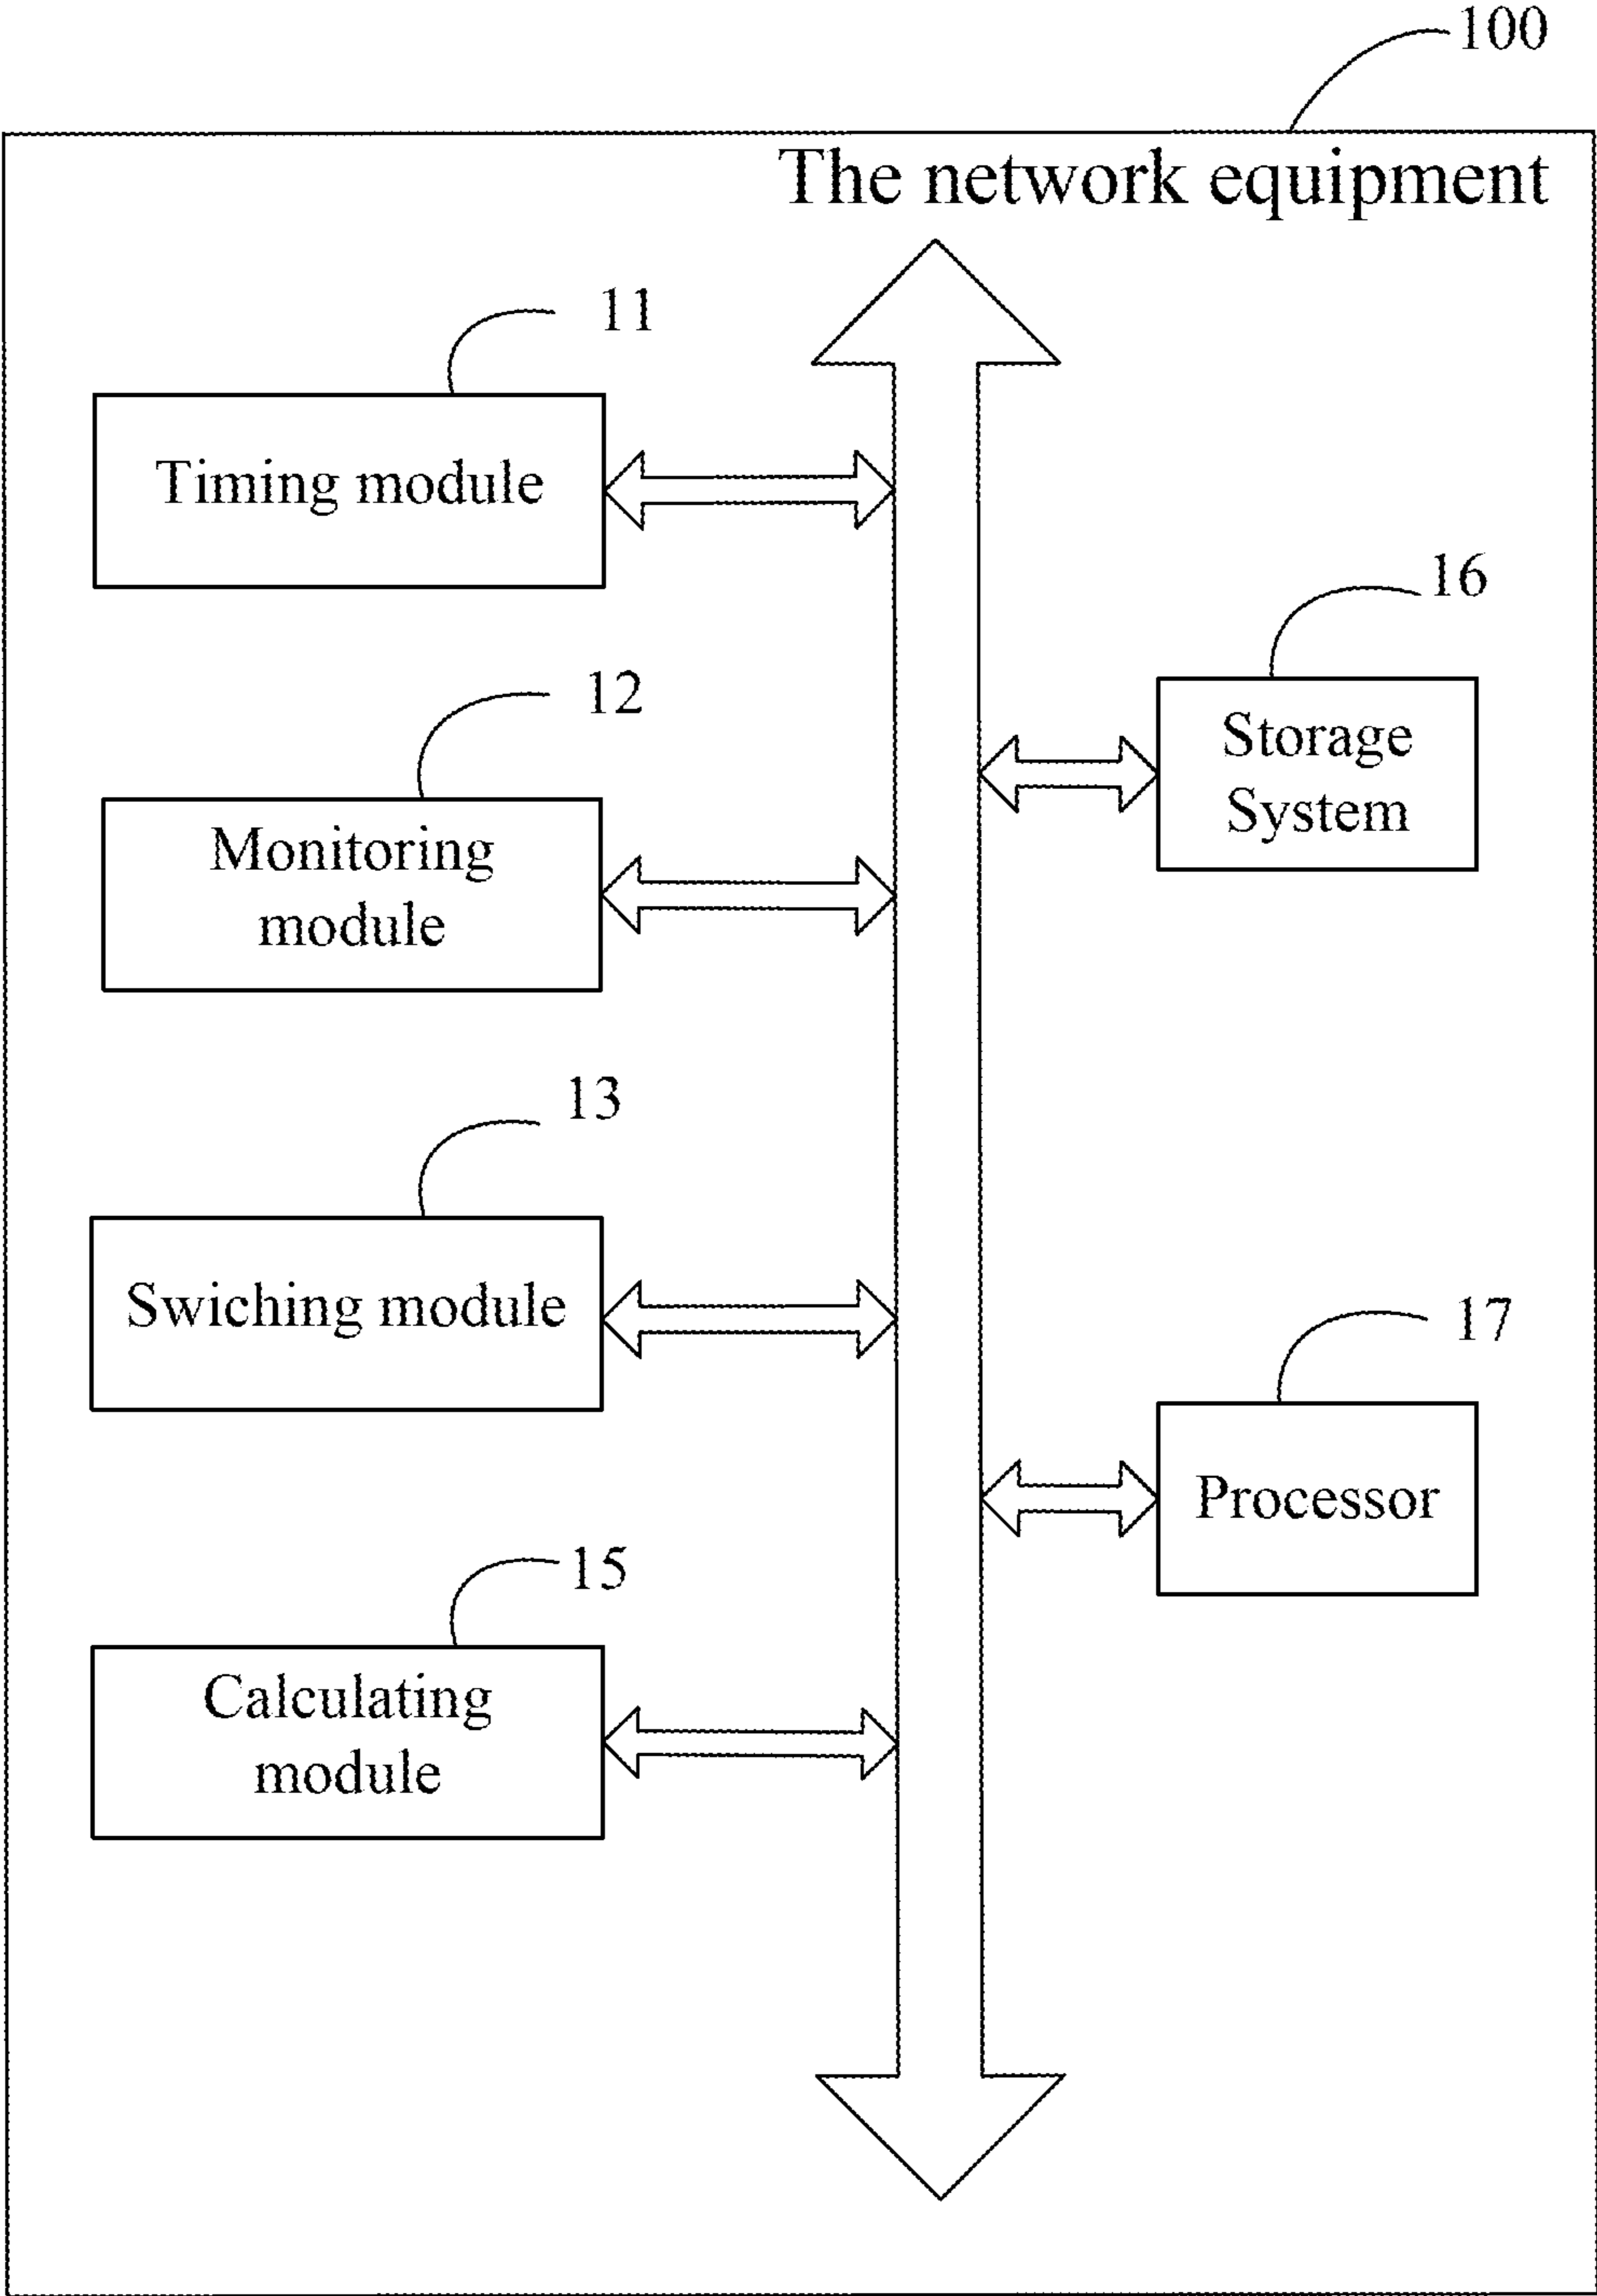 100
The network equipment
11
Timing module
16
Storage
System
12
Monitoring
module
13
Swiching module
17
Processor
15
Calculating
module